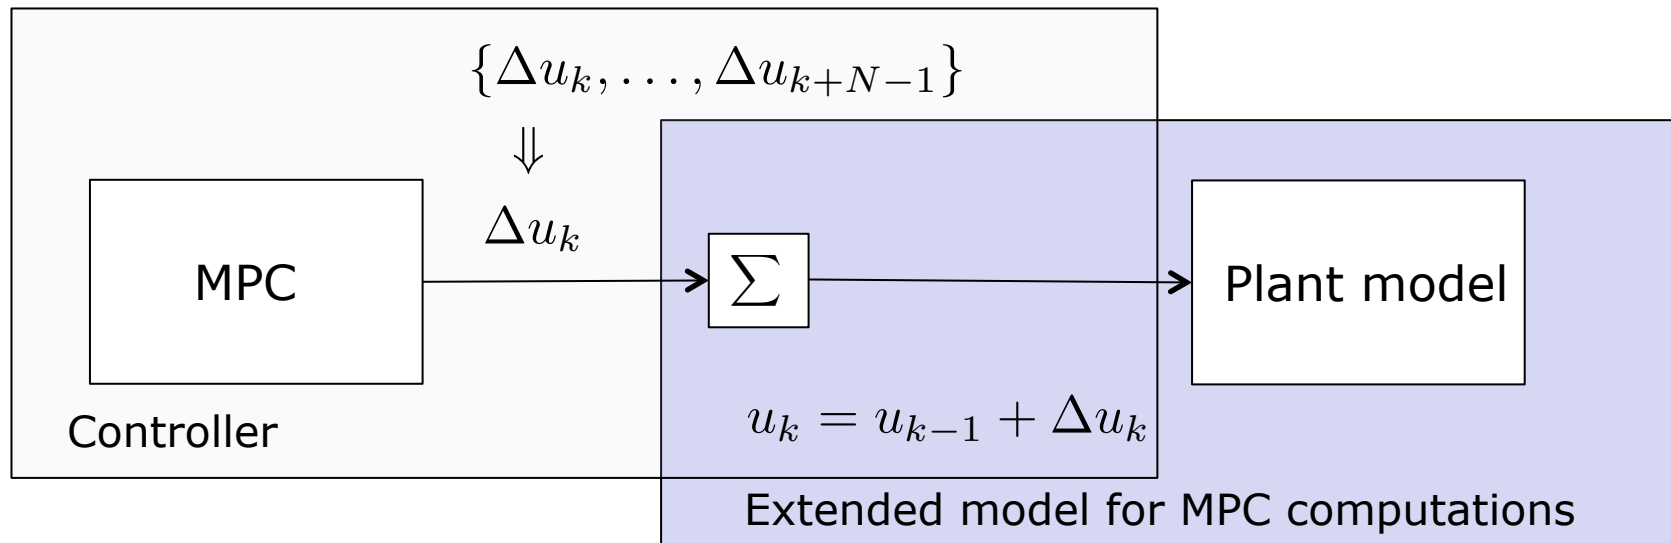 {Δu_k, . . . , Δu_{k+N−1}}
⇓
Δu_k
MPC
∑
Plant model
u_k = u_{k−1} + Δu_k
Controller
Extended model for MPC computations